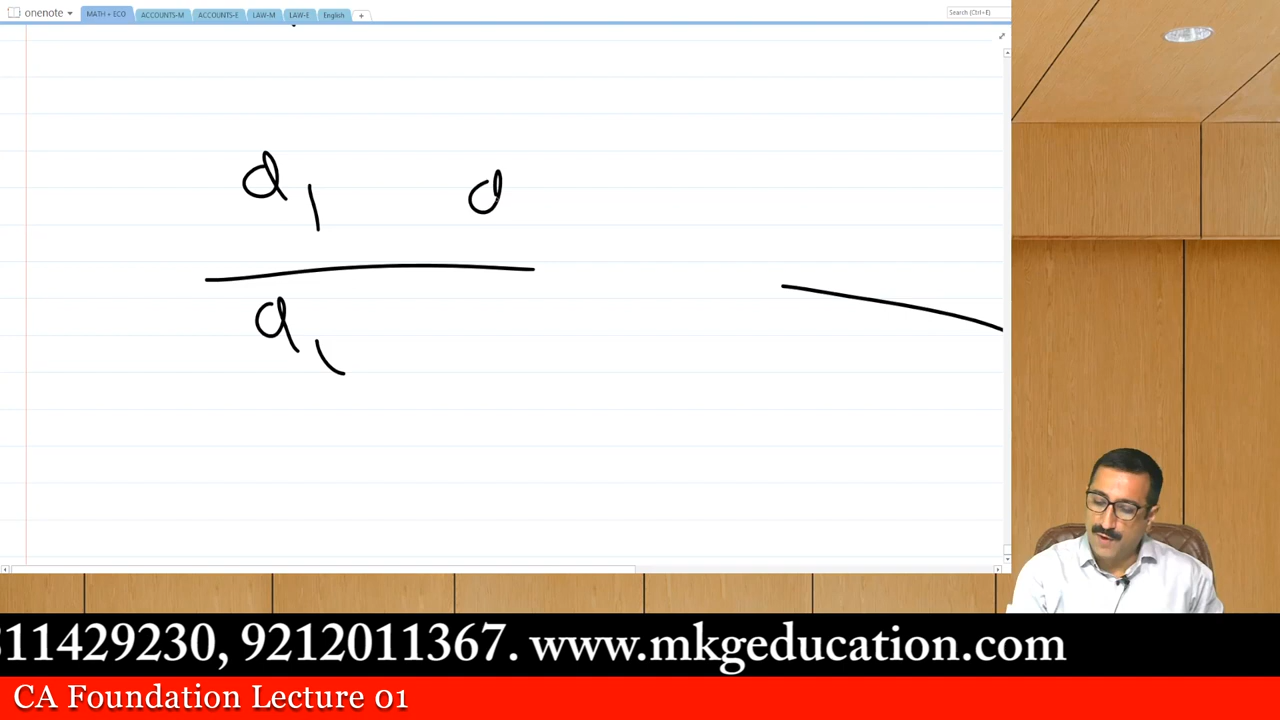 onenote MATH + ECO ACCOUNTS-M ACCOUNTS-E LAW-M LAW-E English +
Search (Ctrl+E)
a, a
a,
311429230, 9212011367. www.mkgeducation.com
CA Foundation Lecture 01